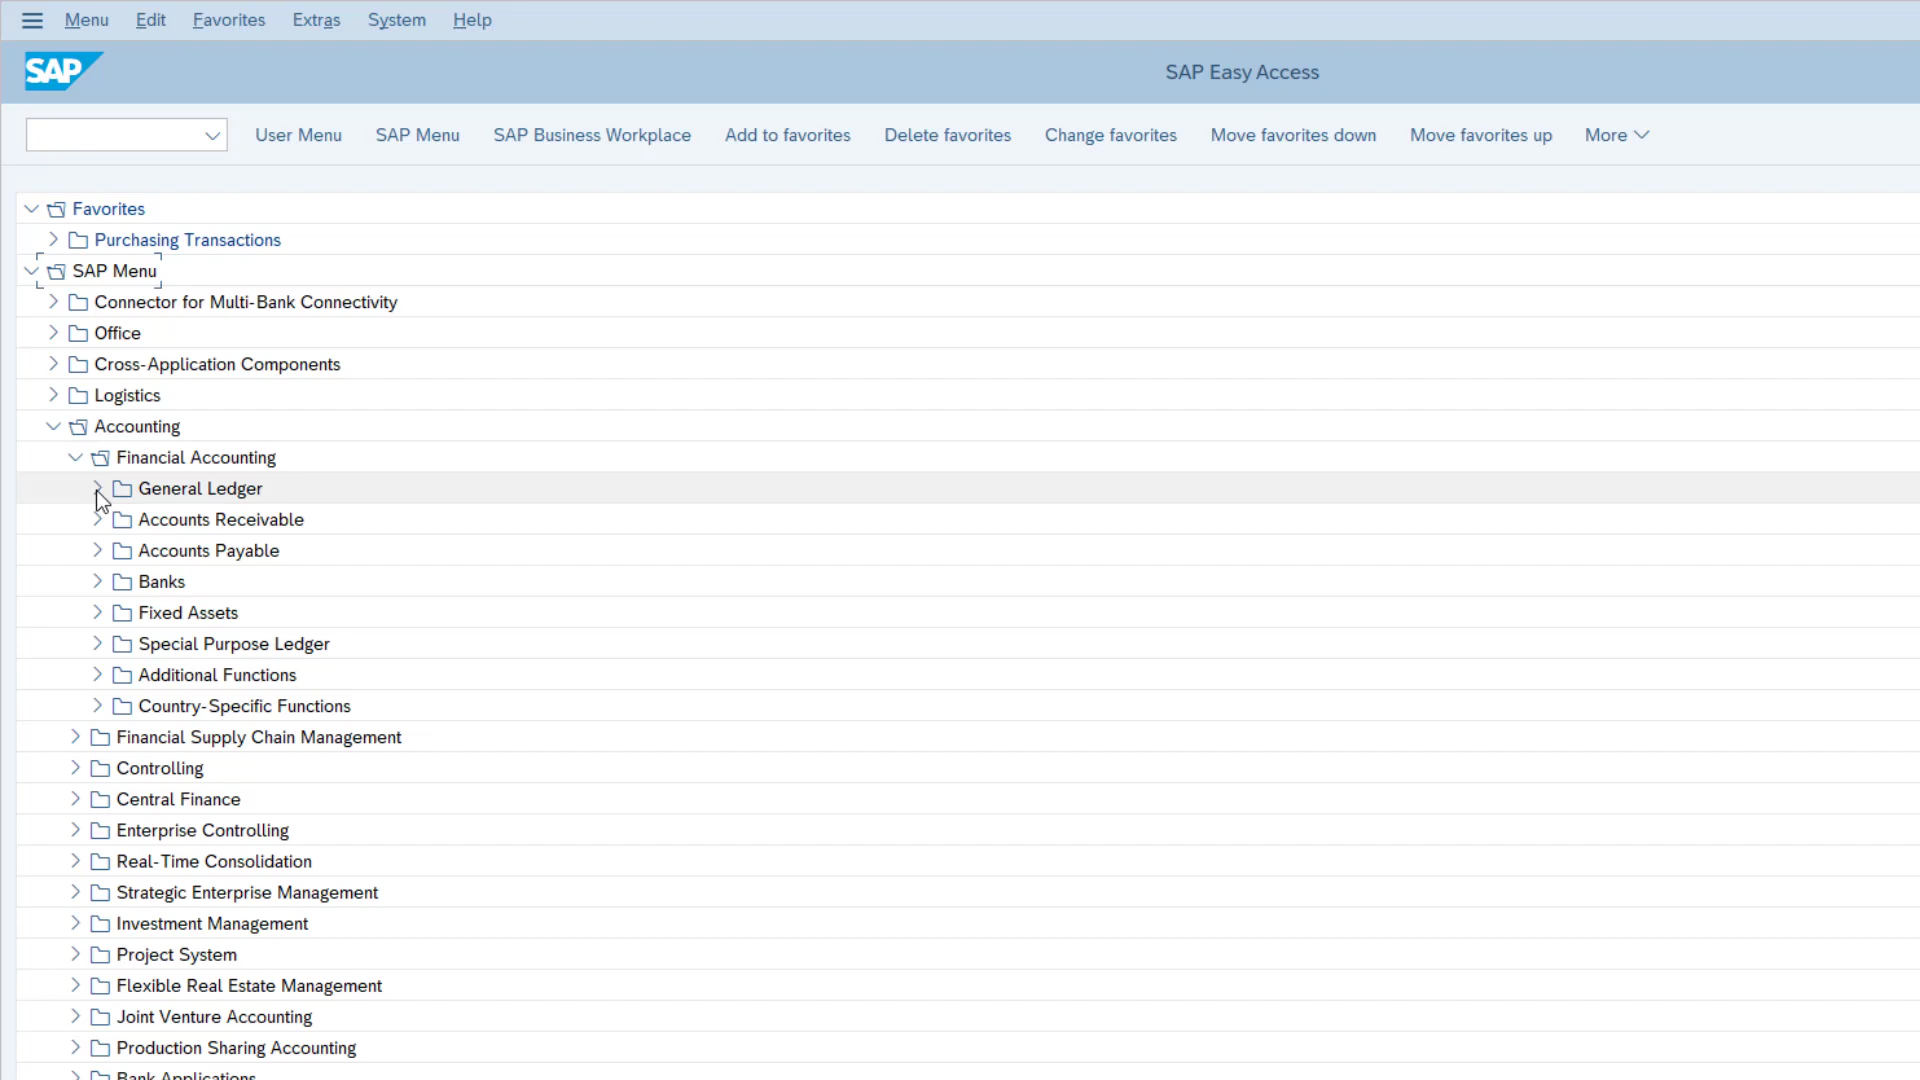 Menu Edit Favorites Extras System Help
SAP SAP Easy Access
User Menu SAP Menu SAP Business Workplace Add to favorites Delete favorites Change favorites Move favorites down Move favorites up More
Favorites
Purchasing Transactions
SAP Menu
Connector for Multi-Bank Connectivity
Office
Cross-Application Components
Logistics
Accounting
Financial Accounting
General Ledger
Accounts Receivable
Accounts Payable
Banks
Fixed Assets
Special Purpose Ledger
Additional Functions
Country-Specific Functions
Financial Supply Chain Management
Controlling
Central Finance
Enterprise Controlling
Real-Time Consolidation
Strategic Enterprise Management
Investment Management
Project System
Flexible Real Estate Management
Joint Venture Accounting
Production Sharing Accounting
Bank Applications